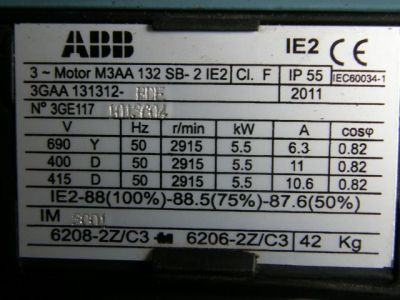 ABB IE2 CE
3 ~ Motor M3AA 132 SB- 2 IE2 Cl. F IP 55 IEC60034-1
3GAA 131312- 2011
N° 3GE117
V Hz r/min kW A cosφ
690 Y 50 2915 5.5 6.3 0.82
400 D 50 2915 5.5 11 0.82
415 D 50 2915 5.5 10.6 0.82
IE2-88(100%)-88.5(75%)-87.6(50%)
IM
6208-2Z/C3 6206-2Z/C3 42 Kg